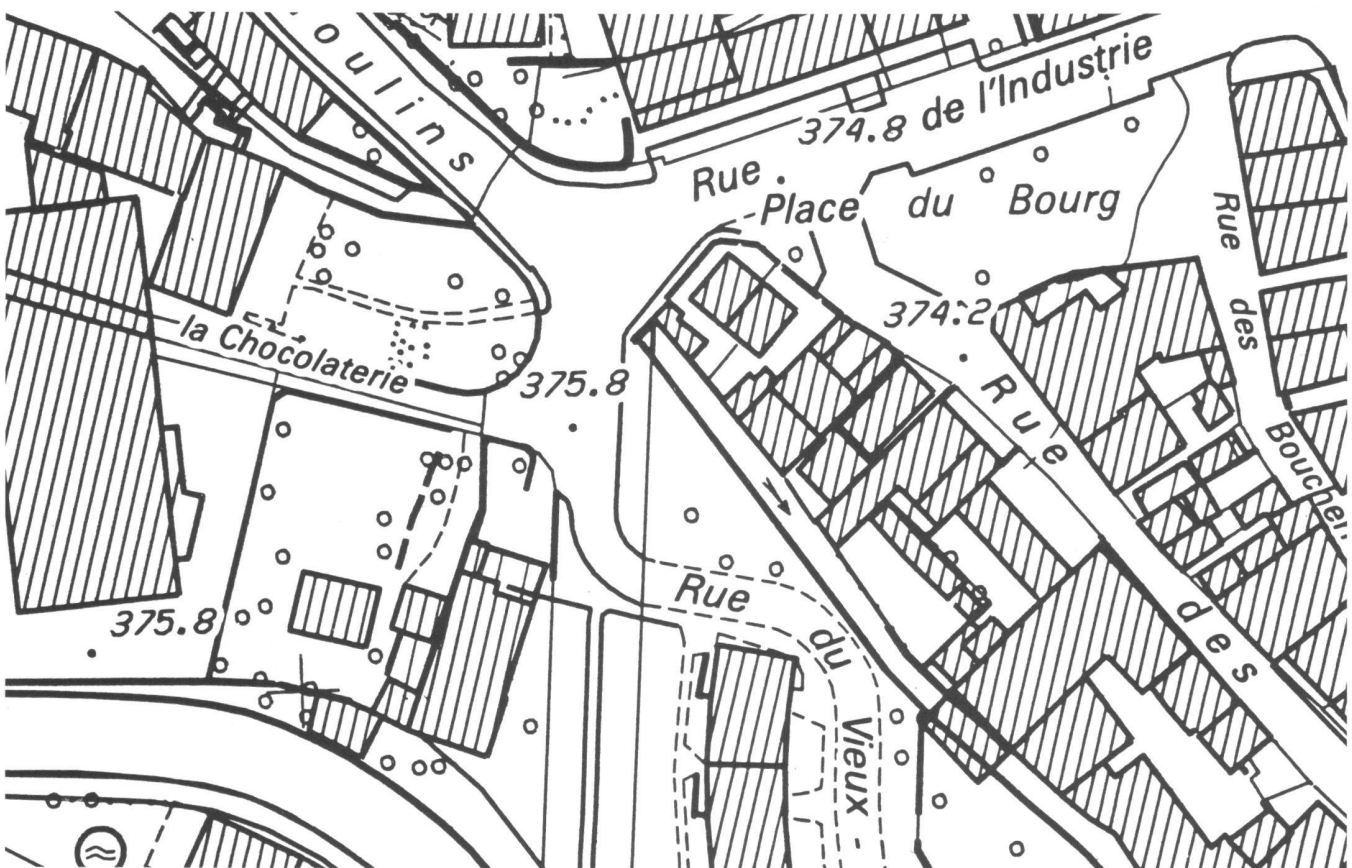 oulins
Rue de l'Industrie
374.8
Place du Bourg
Rue des Boucher
374.2
la Chocolaterie
375.8
Rue des
375.8
Rue du Vieux-